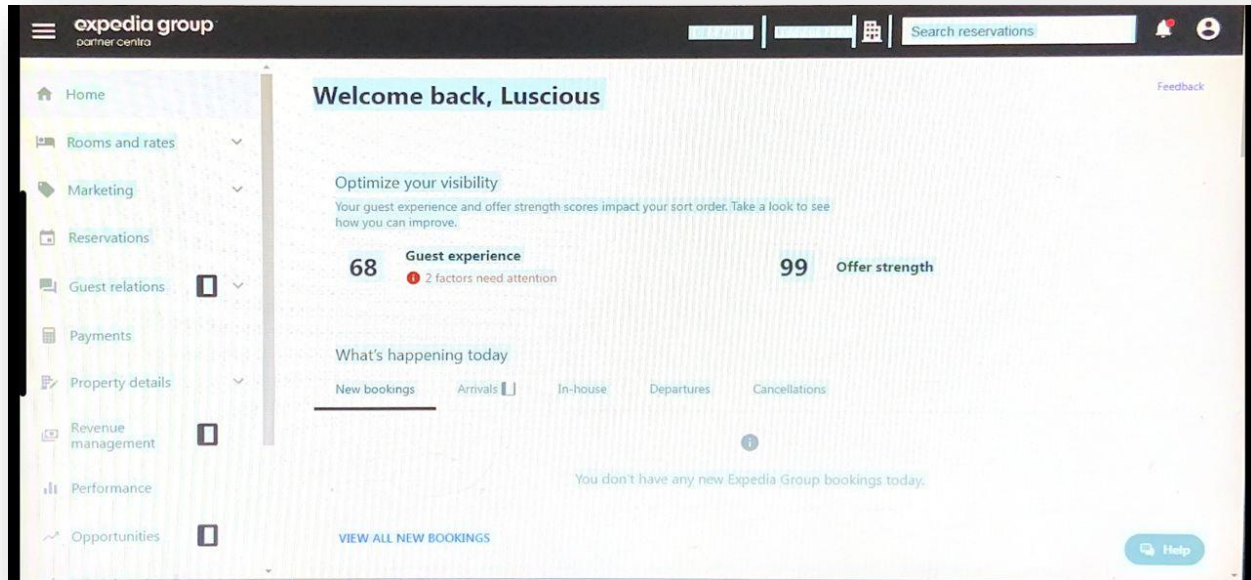 expedia group
partner central
Search reservations
Home
Rooms and rates
Marketing
Reservations
Guest relations
Payments
Property details
Revenue
management
Performance
Opportunities
Welcome back, Luscious
Feedback
Optimize your visibility
Your guest experience and offer strength scores impact your sort order. Take a look to see
how you can improve.
68 Guest experience
2 factors need attention
99 Offer strength
What's happening today
New bookings Arrivals In-house Departures Cancellations
You don't have any new Expedia Group bookings today.
VIEW ALL NEW BOOKINGS
Help